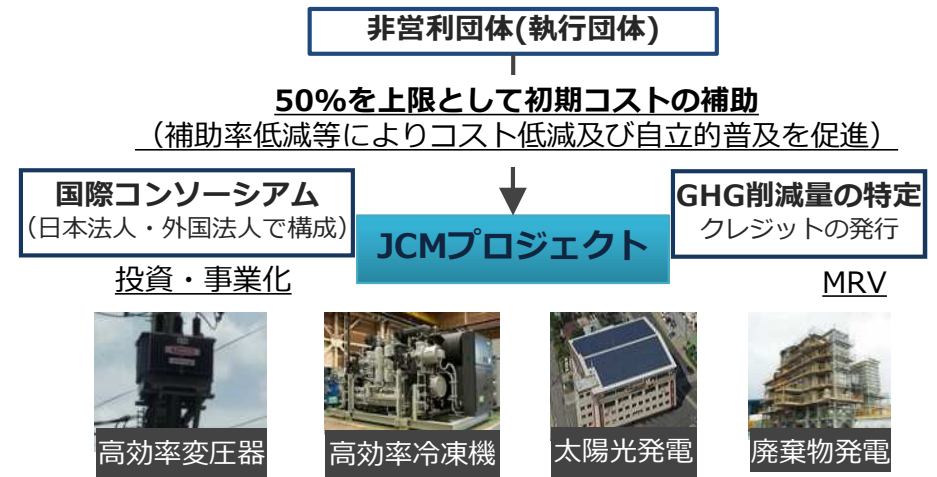 非営利団体(執行団体)
50%を上限として初期コストの補助
（補助率低減等によりコスト低減及び自立的普及を促進）
国際コンソーシアム
（日本法人・外国法人で構成）
JCMプロジェクト
GHG削減量の特定
クレジットの発行
投資・事業化
MRV
高効率変圧器
高効率冷凍機
太陽光発電
廃棄物発電